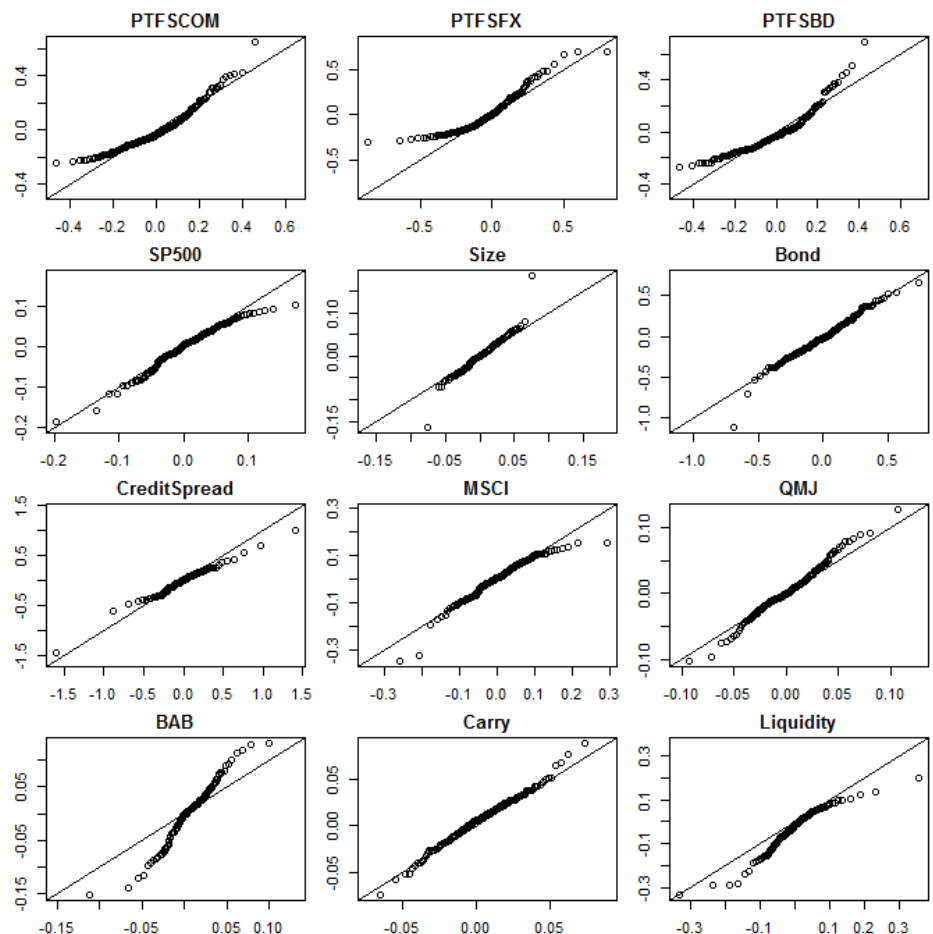 PTFSCOM PTFSFX PTFSBD
0.4
0.0
-0.4
-0.4 -0.2 0.0 0.2 0.4 0.6
0.5
0.0
-0.5
-0.5 0.0 0.5
0.4
0.0
-0.4
-0.4 -0.2 0.0 0.2 0.4 0.6
SP500 Size Bond
0.1
0.0
-0.1
-0.2
-0.2 -0.1 0.0 0.1
0.10
0.00
-0.15
-0.15 -0.05 0.05 0.15
0.5
0.0
-0.5
-1.0
-1.0 -0.5 0.0 0.5
CreditSpread MSCI QMJ
1.5
0.5
-0.5
-1.5
-1.5 -0.5 0.0 0.5 1.0 1.5
0.3
0.1
-0.1
-0.3
-0.3 -0.1 0.0 0.1 0.2 0.3
0.10
0.00
-0.10
-0.10 -0.05 0.00 0.05 0.10
BAB Carry Liquidity
0.05
-0.05
-0.15
-0.15 -0.05 0.05 0.10
0.05
0.00
-0.05
-0.05 0.00 0.05
0.3
0.1
-0.1
-0.3
-0.3 -0.1 0.1 0.2 0.3